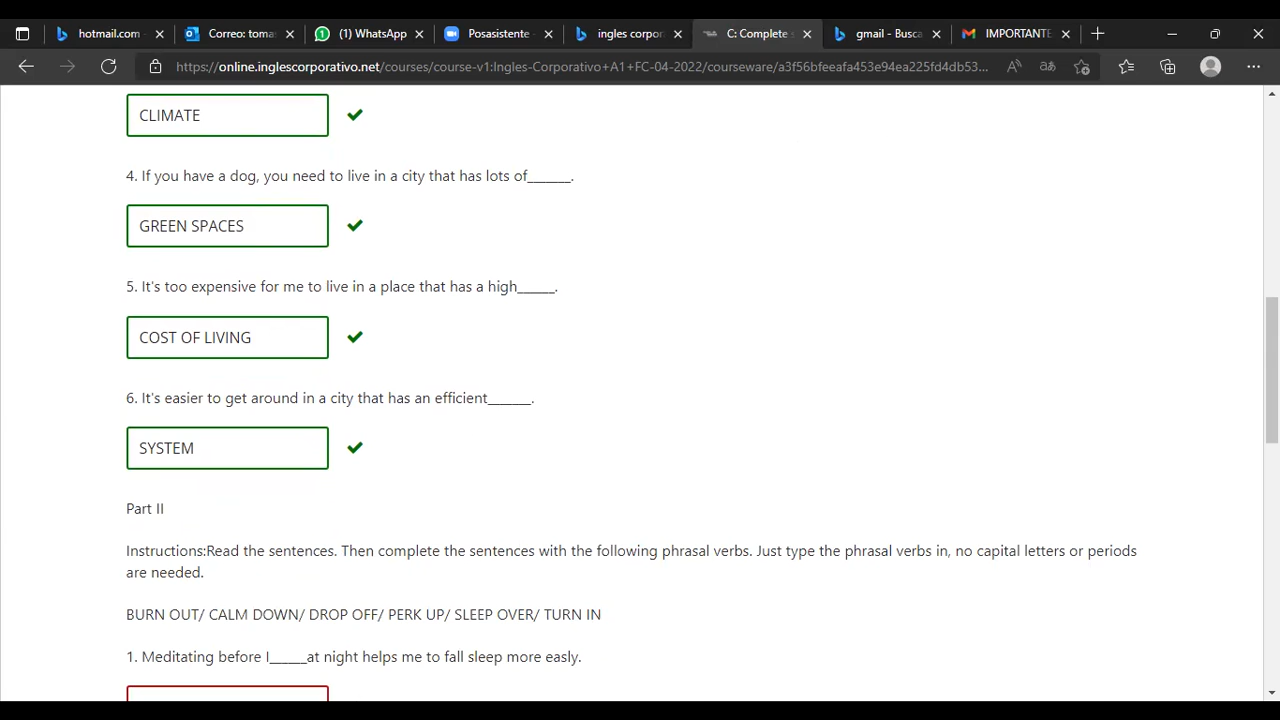 hotmail.com -
Correo: toma
(1) WhatsApp
Posasistente -
ingles corpor
C: Complete
gmail - Busca
IMPORTANTE
https://online.inglescorporativo.net/courses/course-v1:Ingles-Corporativo+A1+FC-04-2022/courseware/a3f56bfeeafa453e94ea225fd4db53...
CLIMATE
4. If you have a dog, you need to live in a city that has lots of______.
GREEN SPACES
5. It's too expensive for me to live in a place that has a high_____.
COST OF LIVING
6. It's easier to get around in a city that has an efficient______.
SYSTEM
Part II
Instructions:Read the sentences. Then complete the sentences with the following phrasal verbs. Just type the phrasal verbs in, no capital letters or periods
are needed.
BURN OUT/ CALM DOWN/ DROP OFF/ PERK UP/ SLEEP OVER/ TURN IN
1. Meditating before I_____at night helps me to fall sleep more easly.